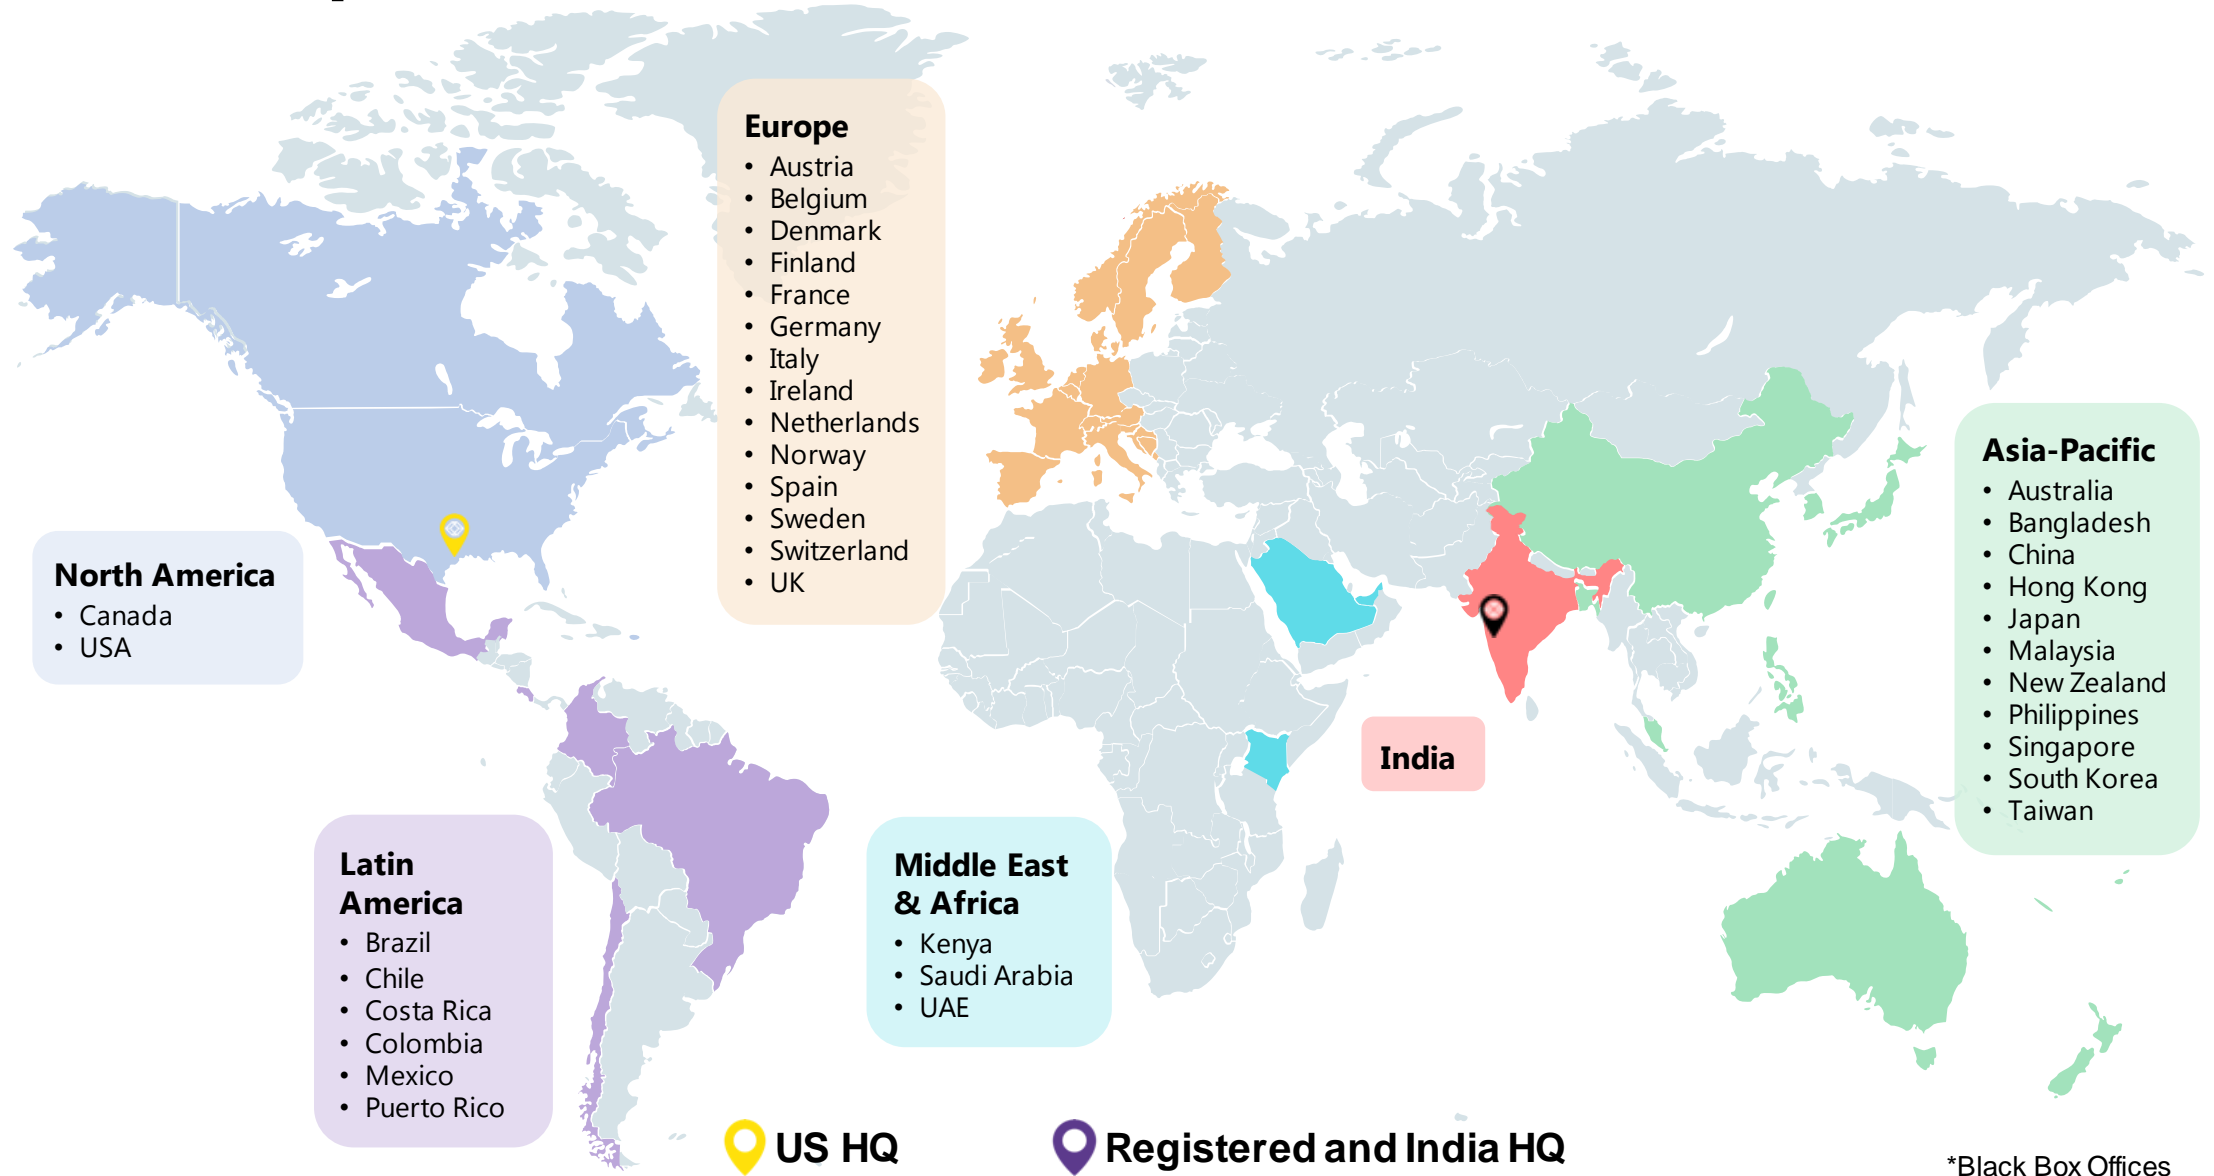 Europe
• Austria
• Belgium
• Denmark
• Finland
• France
• Germany
• Italy
• Ireland
• Netherlands
• Norway
• Spain
• Sweden
• Switzerland
• UK
North America
• Canada
• USA
Asia-Pacific
• Australia
• Bangladesh
• China
• Hong Kong
• Japan
• Malaysia
• New Zealand
• Philippines
• Singapore
• South Korea
• Taiwan
India
Latin
America
• Brazil
• Chile
• Costa Rica
• Colombia
• Mexico
• Puerto Rico
Middle East
& Africa
• Kenya
• Saudi Arabia
• UAE
US HQ
Registered and India HQ
*Black Box Offices